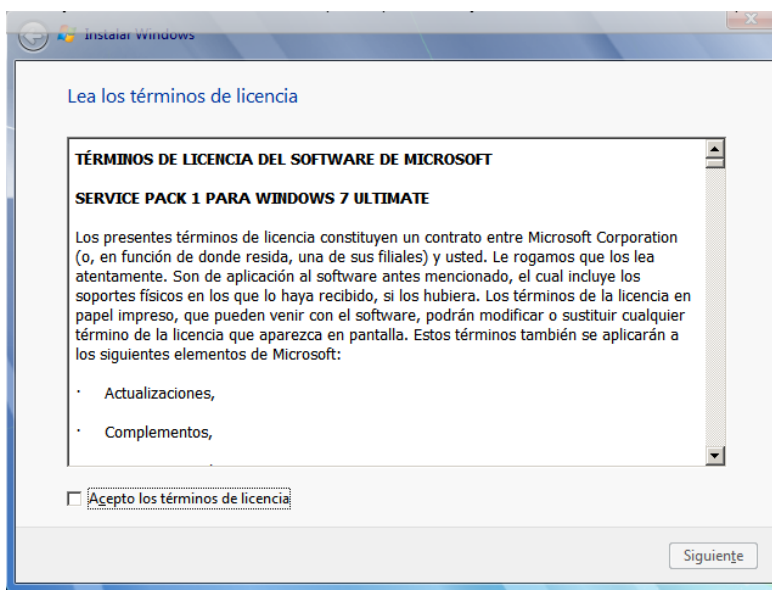 Instalar Windows
Lea los términos de licencia
TÉRMINOS DE LICENCIA DEL SOFTWARE DE MICROSOFT
SERVICE PACK 1 PARA WINDOWS 7 ULTIMATE
Los presentes términos de licencia constituyen un contrato entre Microsoft Corporation
(o, en función de donde resida, una de sus filiales) y usted. Le rogamos que los lea
atentamente. Son de aplicación al software antes mencionado, el cual incluye los
soportes físicos en los que lo haya recibido, si los hubiera. Los términos de la licencia en
papel impreso, que pueden venir con el software, podrán modificar o sustituir cualquier
término de la licencia que aparezca en pantalla. Estos términos también se aplicarán a
los siguientes elementos de Microsoft:
· Actualizaciones,
· Complementos,
Acepto los términos de licencia
Siguiente